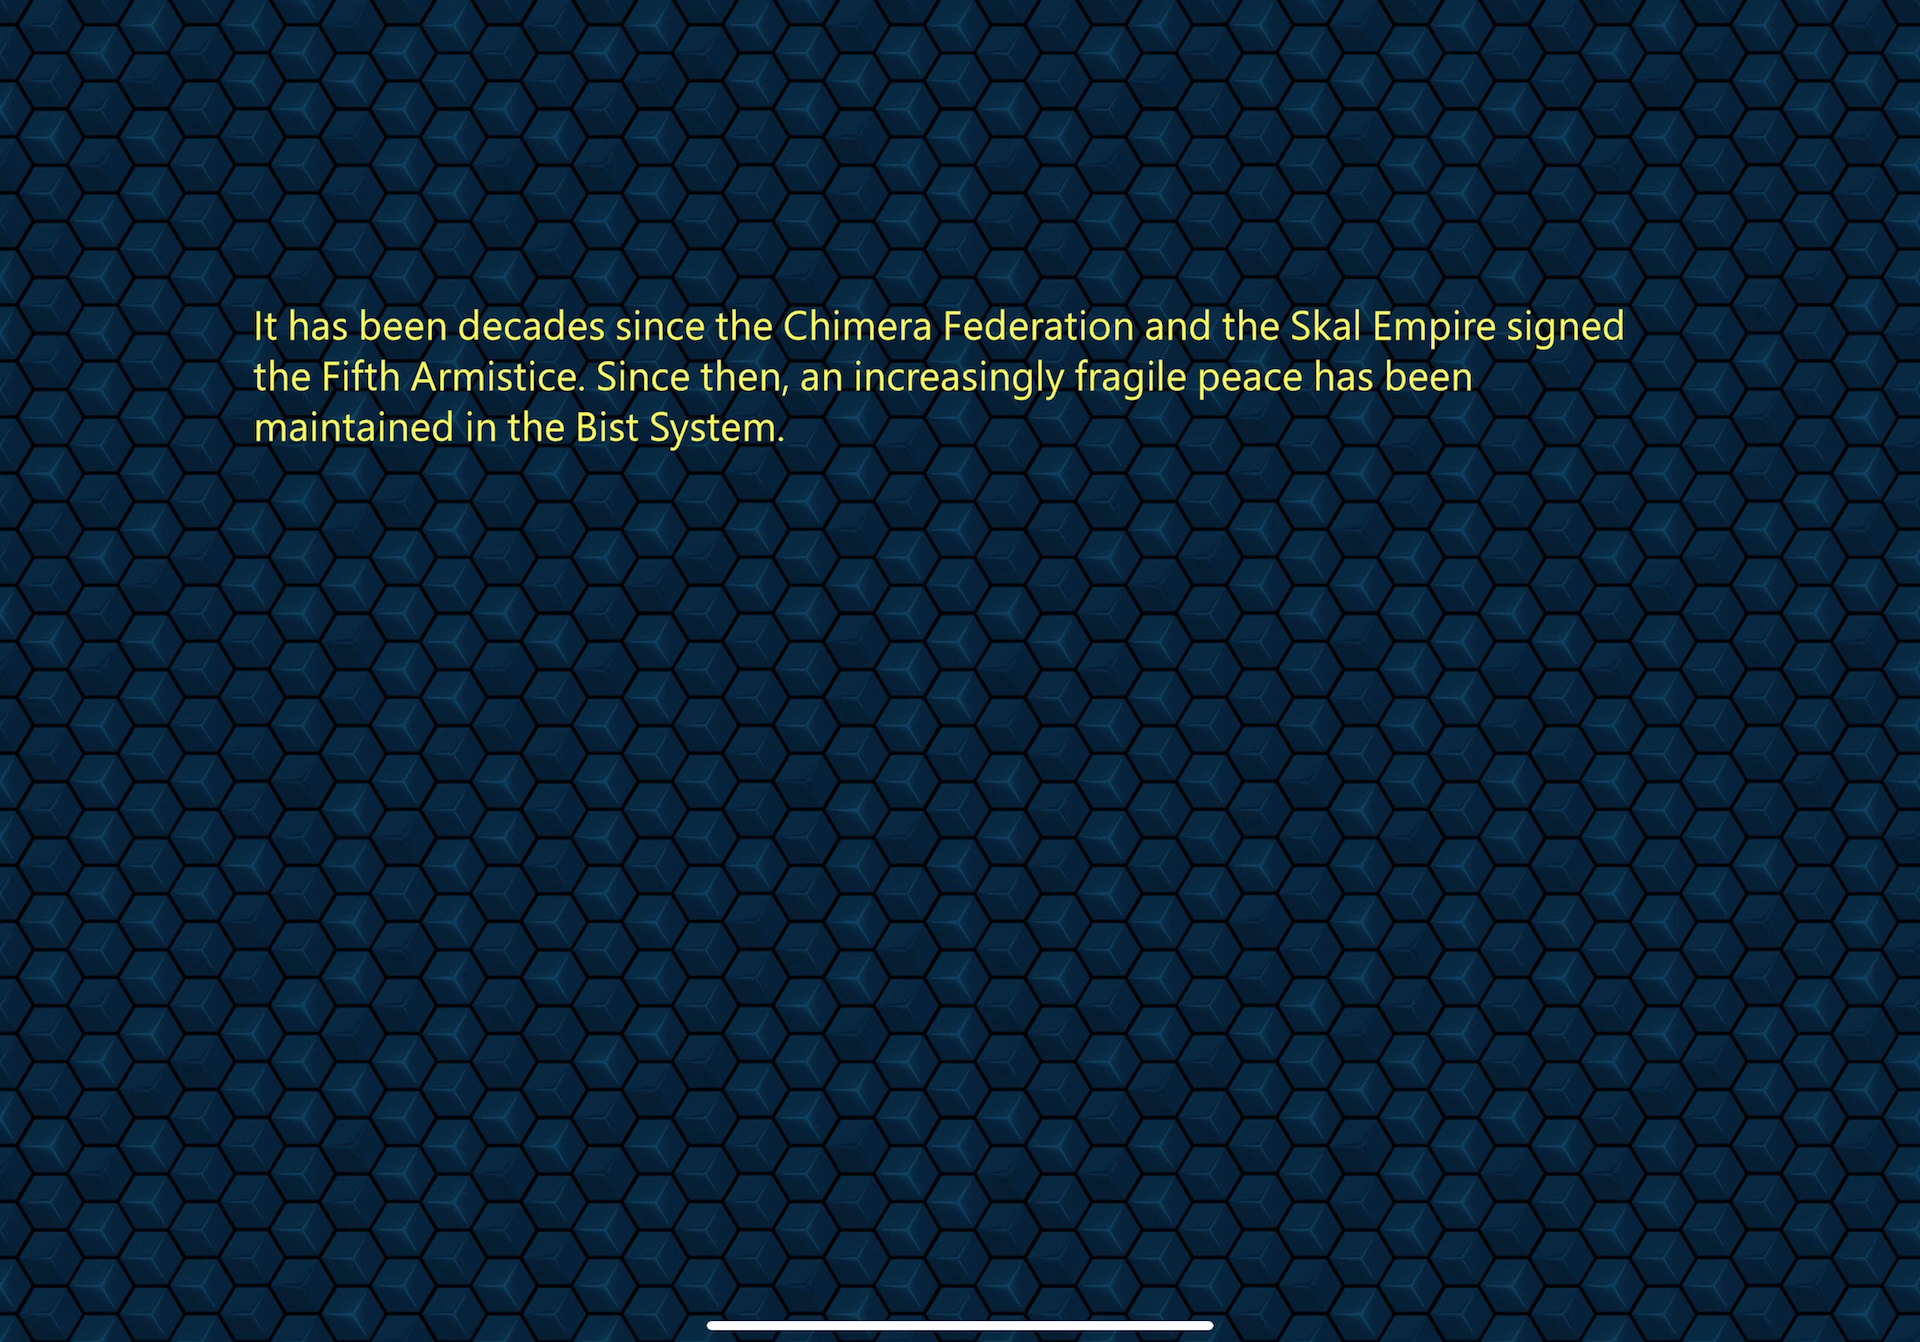 It has been decades since the Chimera Federation and the Skal Empire signed
the Fifth Armistice. Since then, an increasingly fragile peace has been
maintained in the Bist System.